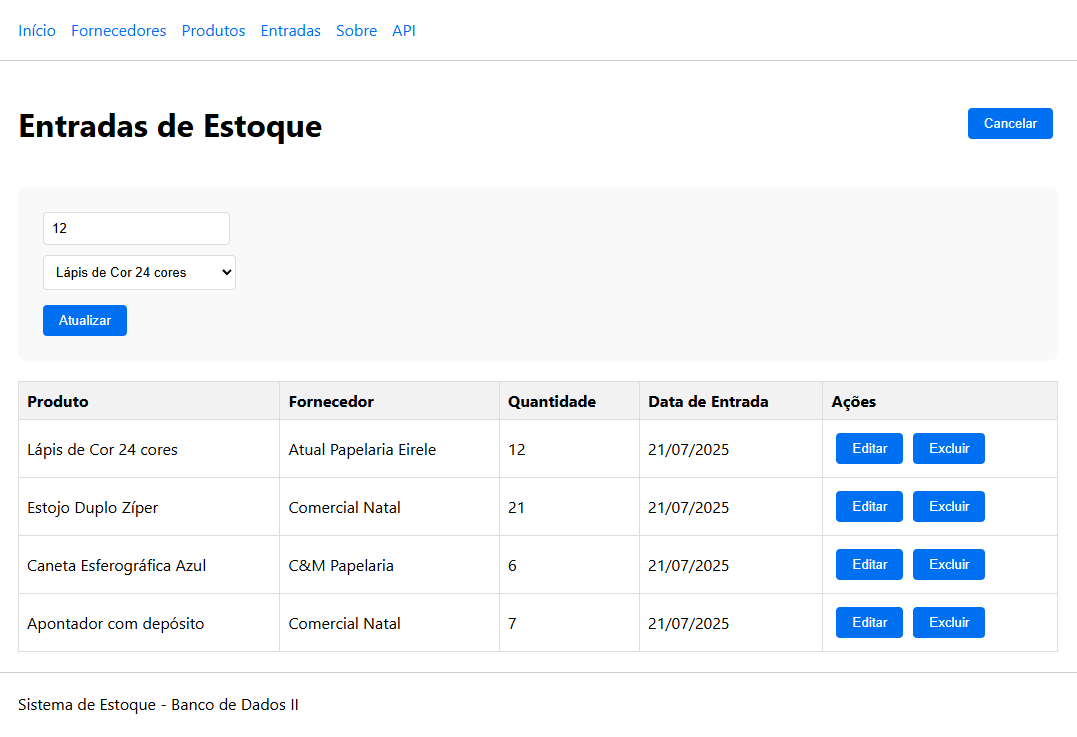 Início Fornecedores Produtos Entradas Sobre API
Entradas de Estoque
Cancelar
12
Lápis de Cor 24 cores
Atualizar
Produto Fornecedor Quantidade Data de Entrada Ações
Lápis de Cor 24 cores Atual Papelaria Eirele 12 21/07/2025 Editar Excluir
Estojo Duplo Zíper Comercial Natal 21 21/07/2025 Editar Excluir
Caneta Esferográfica Azul C&M Papelaria 6 21/07/2025 Editar Excluir
Apontador com depósito Comercial Natal 7 21/07/2025 Editar Excluir
Sistema de Estoque - Banco de Dados II